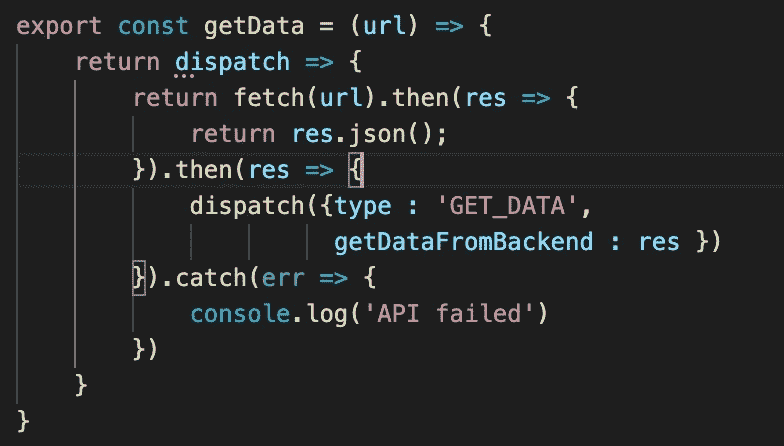 export const getData = (url) => {
    return dispatch => {
        return fetch(url).then(res => {
            return res.json();
        }).then(res => {
            dispatch({type : 'GET_DATA',
                      getDataFromBackend : res })
        }).catch(err => {
            console.log('API failed')
        })
    }
}